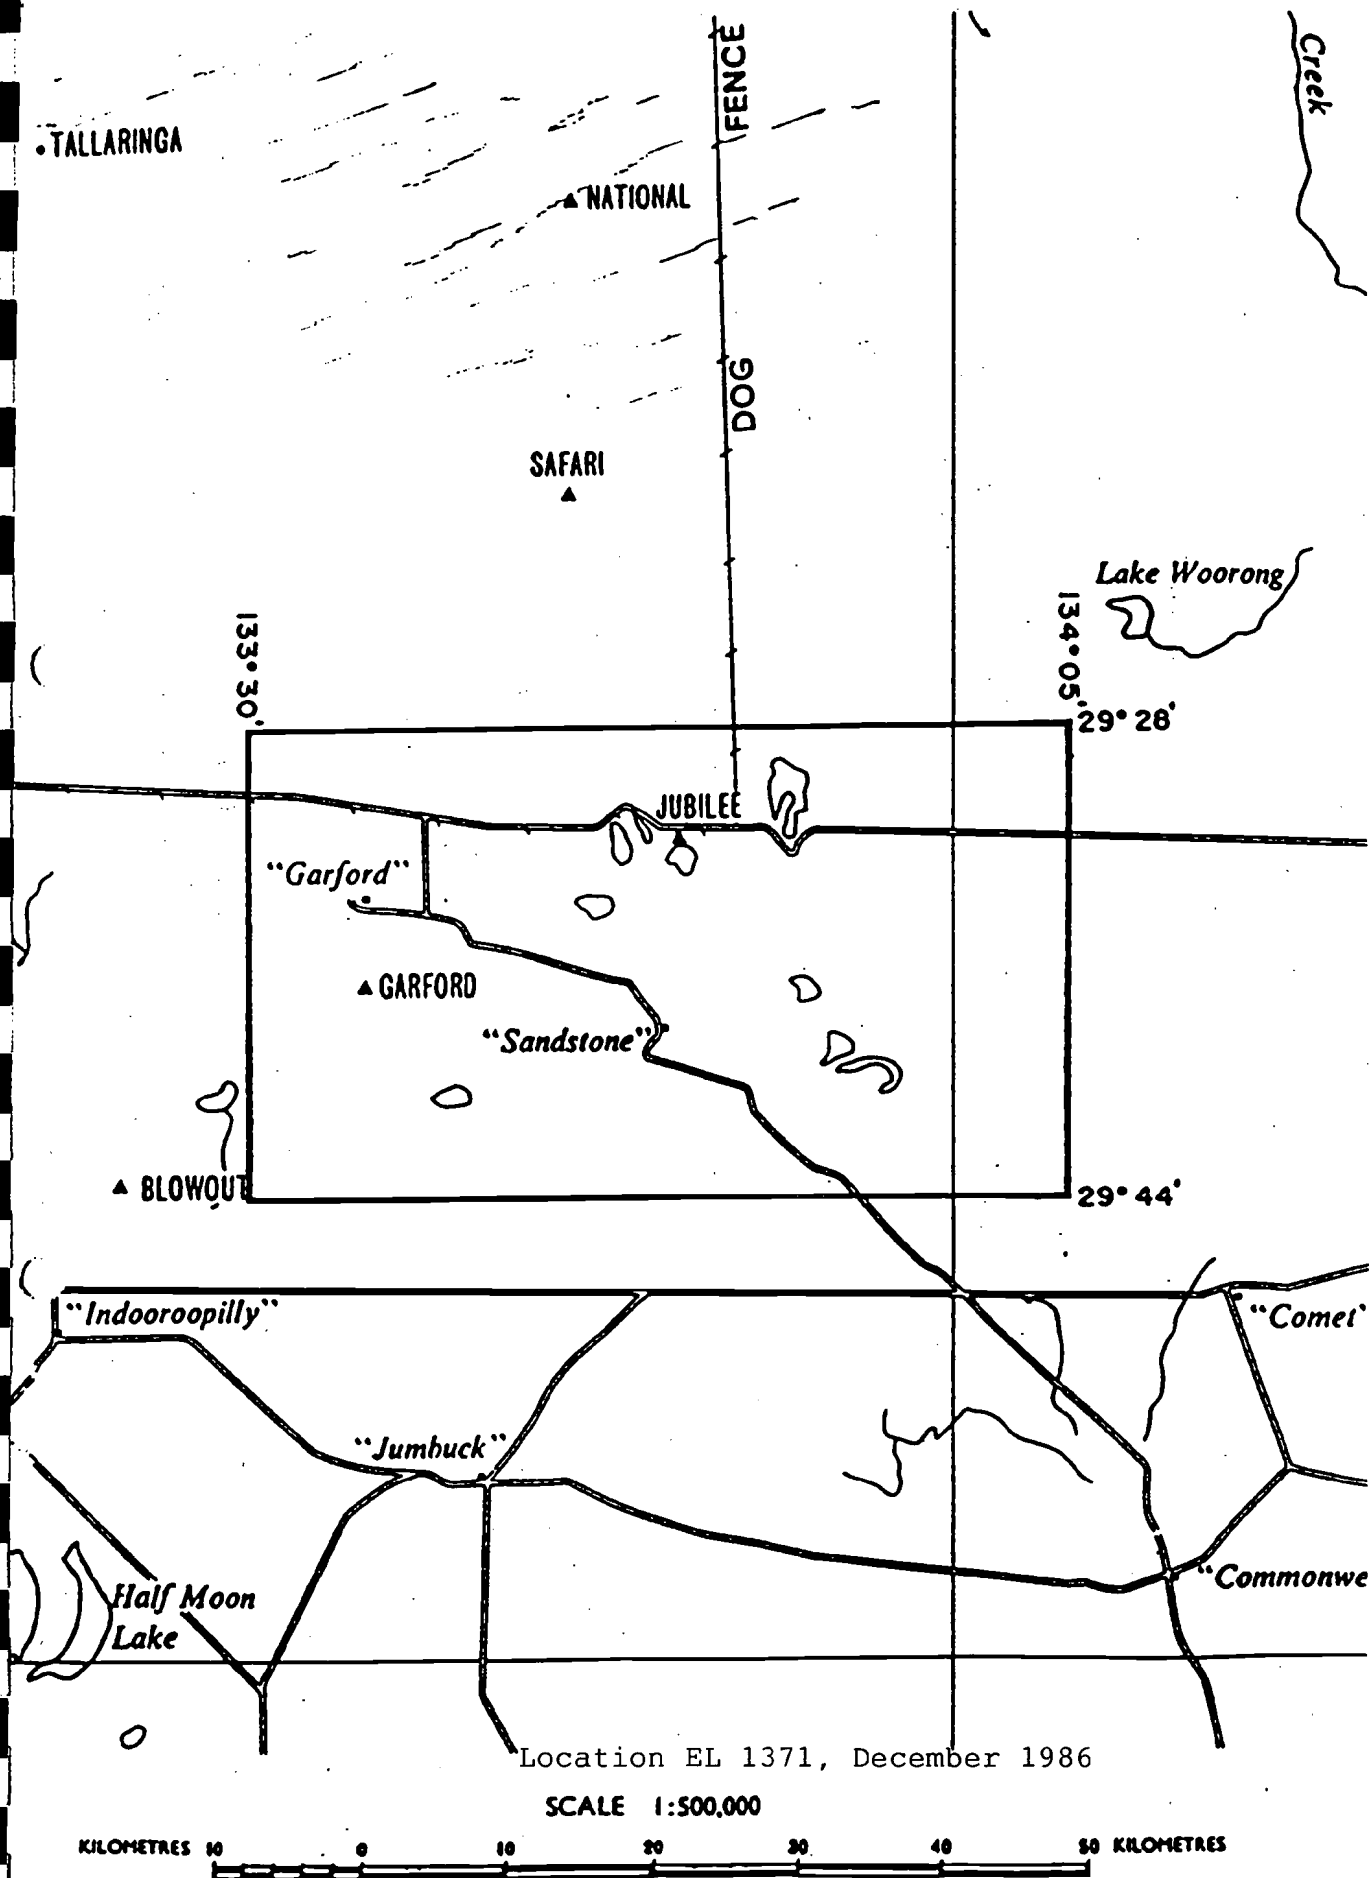 FENCE
Creek
TALLARINGA
NATIONAL
DOG
SAFARI
Lake Woorong
133°30'
134°05'
29°28'
JUBILEE
"Garford"
GARFORD
"Sandstone"
BLOWOUT
29°44'
"Indooroopilly"
"Comet'
"Jumbuck"
"Commonwe
Half Moon
Lake
Location EL 1371, December 1986
SCALE 1:500,000
KILOMETRES 10 0 10 20 30 40 50 KILOMETRES